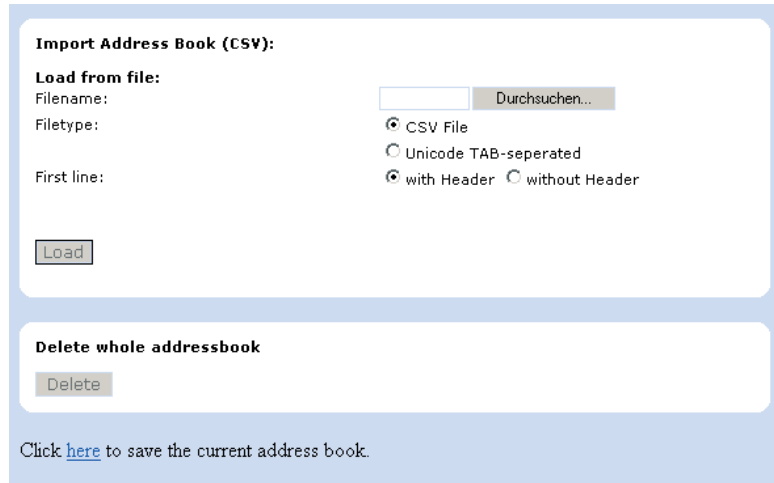 Import Address Book (CSV):
Load from file:
Filename: Durchsuchen...
Filetype: CSV File
Unicode TAB-seperated
First line: with Header without Header
Load
Delete whole addressbook
Delete
Click here to save the current address book.